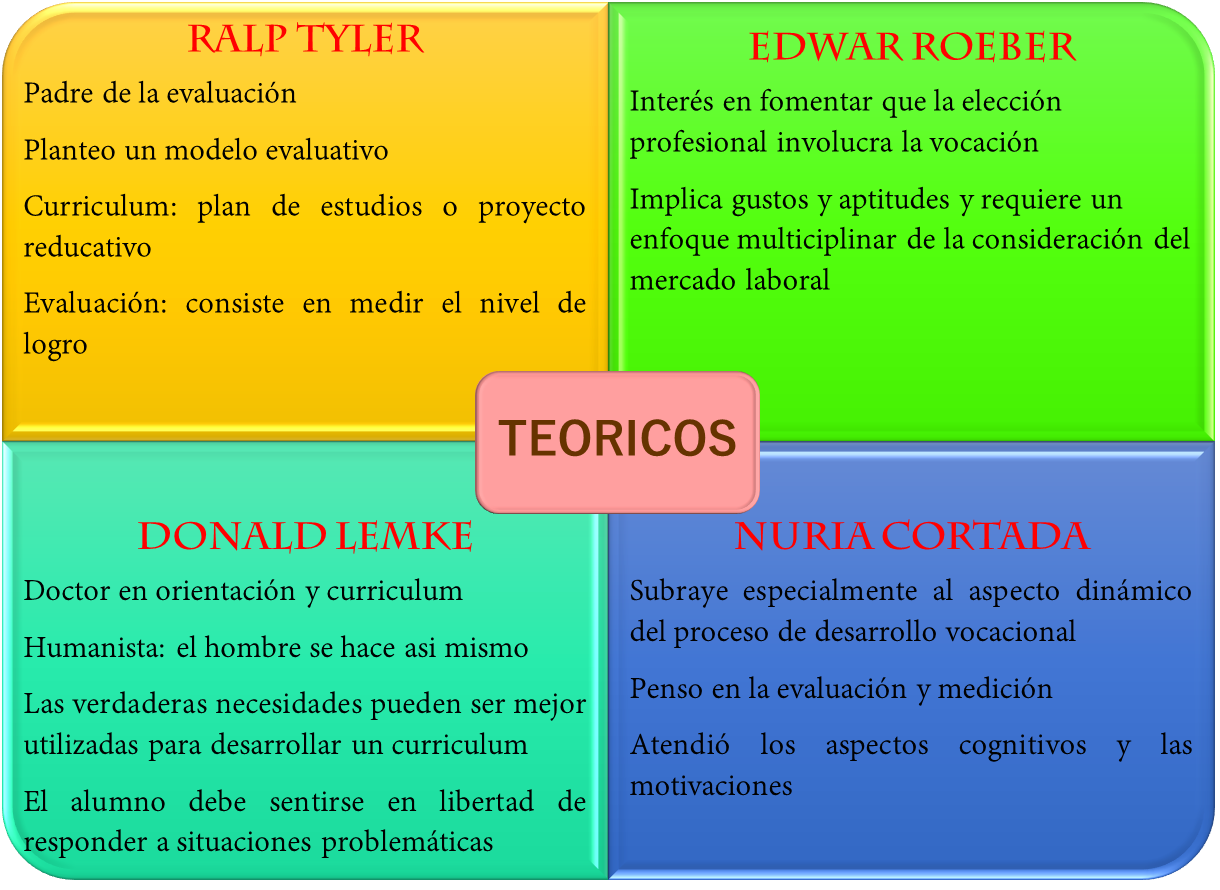 RALP TYLER
Padre de la evaluación
Planteo un modelo evaluativo
Curriculum: plan de estudios o proyecto
reducativo
Evaluación: consiste en medir el nivel de
logro
EDWAR ROEBER
Interés en fomentar que la elección
profesional involucra la vocación
Implica gustos y aptitudes y requiere un
enfoque multiciplinar de la consideración del
mercado laboral
TEORICOS
DONALD LEMKE
Doctor en orientación y curriculum
Humanista: el hombre se hace asi mismo
Las verdaderas necesidades pueden ser mejor
utilizadas para desarrollar un curriculum
El alumno debe sentirse en libertad de
responder a situaciones problemáticas
NURIA CORTADA
Subraye especialmente al aspecto dinámico
del proceso de desarrollo vocacional
Penso en la evaluación y medición
Atendió los aspectos cognitivos y las
motivaciones